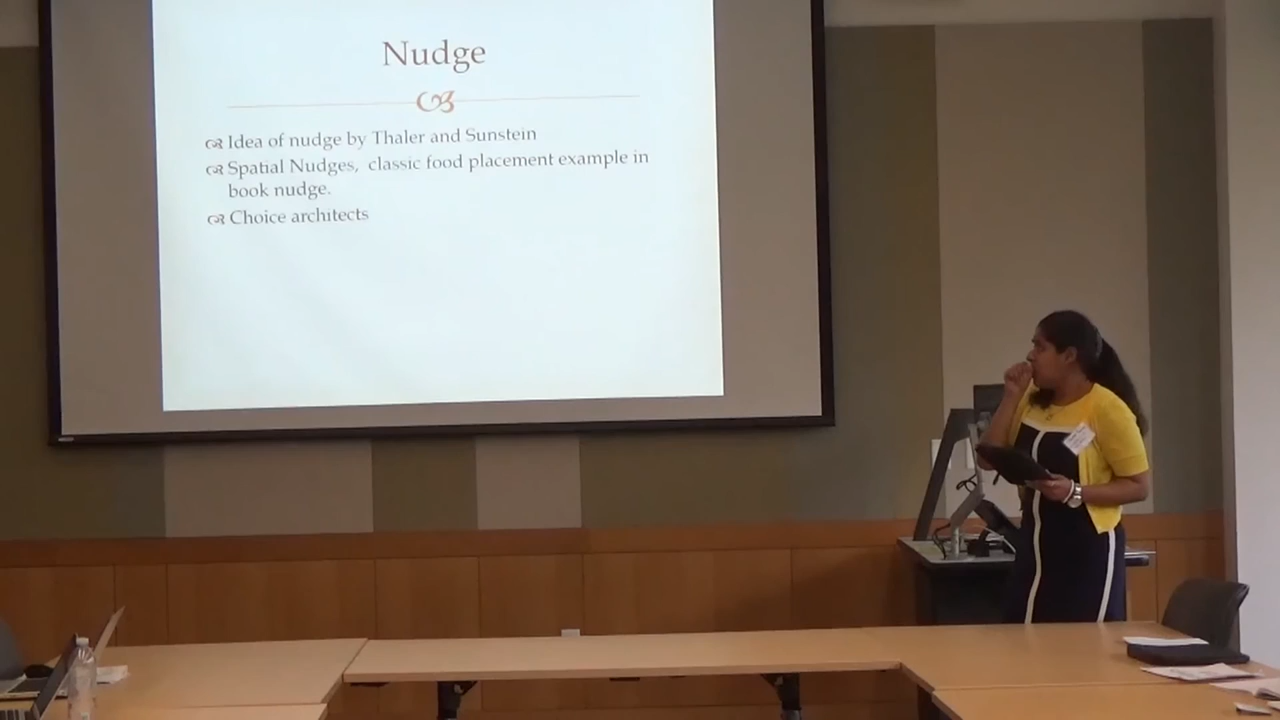 Nudge
Idea of nudge by Thaler and Sunstein
Spatial Nudges, classic food placement example in
book nudge.
Choice architects